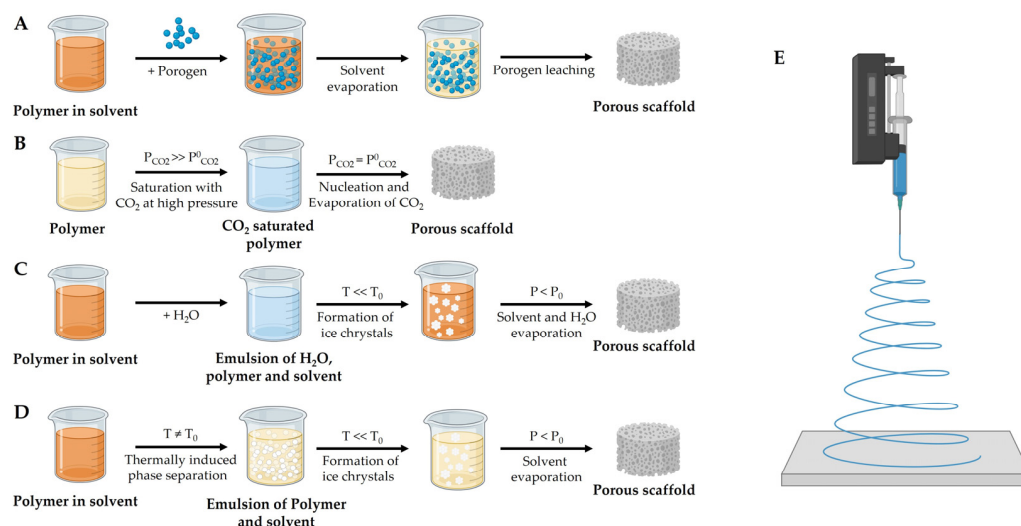 A
+ Porogen
Solvent
evaporation
Porogen leaching
Polymer in solvent
Porous scaffold
B
P_CO2 >> P⁰_CO2
Saturation with
CO₂ at high pressure
P_CO2 = P⁰_CO2
Nucleation and
Evaporation of CO₂
Polymer
CO₂ saturated
polymer
Porous scaffold
C
+ H₂O
T << T₀
Formation of
ice chrystals
P < P₀
Solvent and H₂O
evaporation
Polymer in solvent
Emulsion of H₂O,
polymer and solvent
Porous scaffold
D
T ≠ T₀
Thermally induced
phase separation
T << T₀
Formation of
ice chrystals
P < P₀
Solvent
evaporation
Polymer in solvent
Emulsion of Polymer
and solvent
Porous scaffold
E